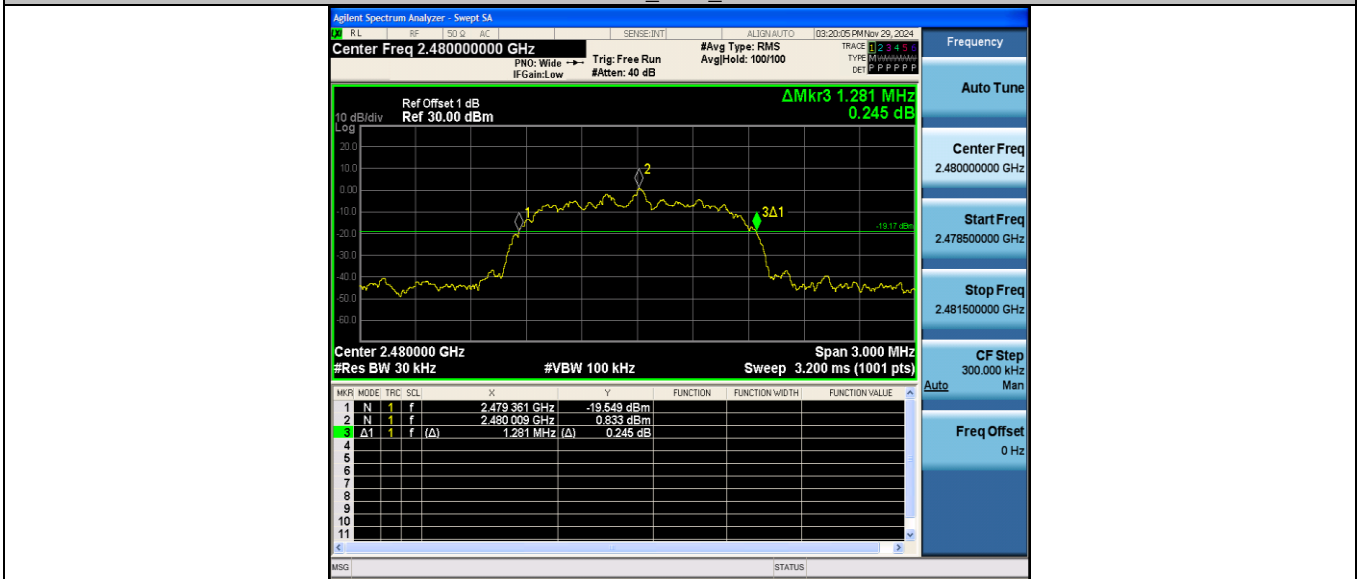 Agilent Spectrum Analyzer - Swept SA
RL RF 50 Ω AC SENSE:INT ALIGNAUTO 03:20:05 PM Nov 29, 2024
Center Freq 2.480000000 GHz
#Avg Type: RMS
TRACE 1 2 3 4 5 6
PNO: Wide
Trig: Free Run
Avg|Hold: 100/100
TYPE M
IFGain:Low
#Atten: 40 dB
DET P P P P P P
ΔMkr3 1.281 MHz
0.245 dB
Ref Offset 1 dB
10 dB/div Ref 30.00 dBm
Log
20.0
10.0
0.00
-10.0
-20.0
-30.0
-40.0
-50.0
-60.0
1
2
3Δ1
-19.17 dBm
Center 2.480000 GHz Span 3.000 MHz
#Res BW 30 kHz #VBW 100 kHz Sweep 3.200 ms (1001 pts)
MKR MODE TRC SCL X Y FUNCTION FUNCTION WIDTH FUNCTION VALUE
1 N 1 f 2.479 361 GHz -19.549 dBm
2 N 1 f 2.480 009 GHz 0.833 dBm
3 Δ1 1 f (Δ) 1.281 MHz (Δ) 0.245 dB
4
5
6
7
8
9
10
11
MSG STATUS
Frequency
Auto Tune
Center Freq
2.480000000 GHz
Start Freq
2.478500000 GHz
Stop Freq
2.481500000 GHz
CF Step
300.000 kHz
Auto Man
Freq Offset
0 Hz